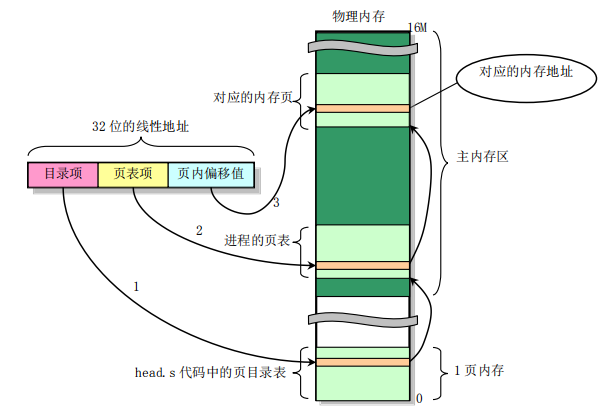 物理内存
16M
对应的内存地址
对应的内存页
32 位的线性地址
主内存区
目录项 页表项 页内偏移值
3
2
进程的页表
1
head.s 代码中的页目录表
1 页内存
0